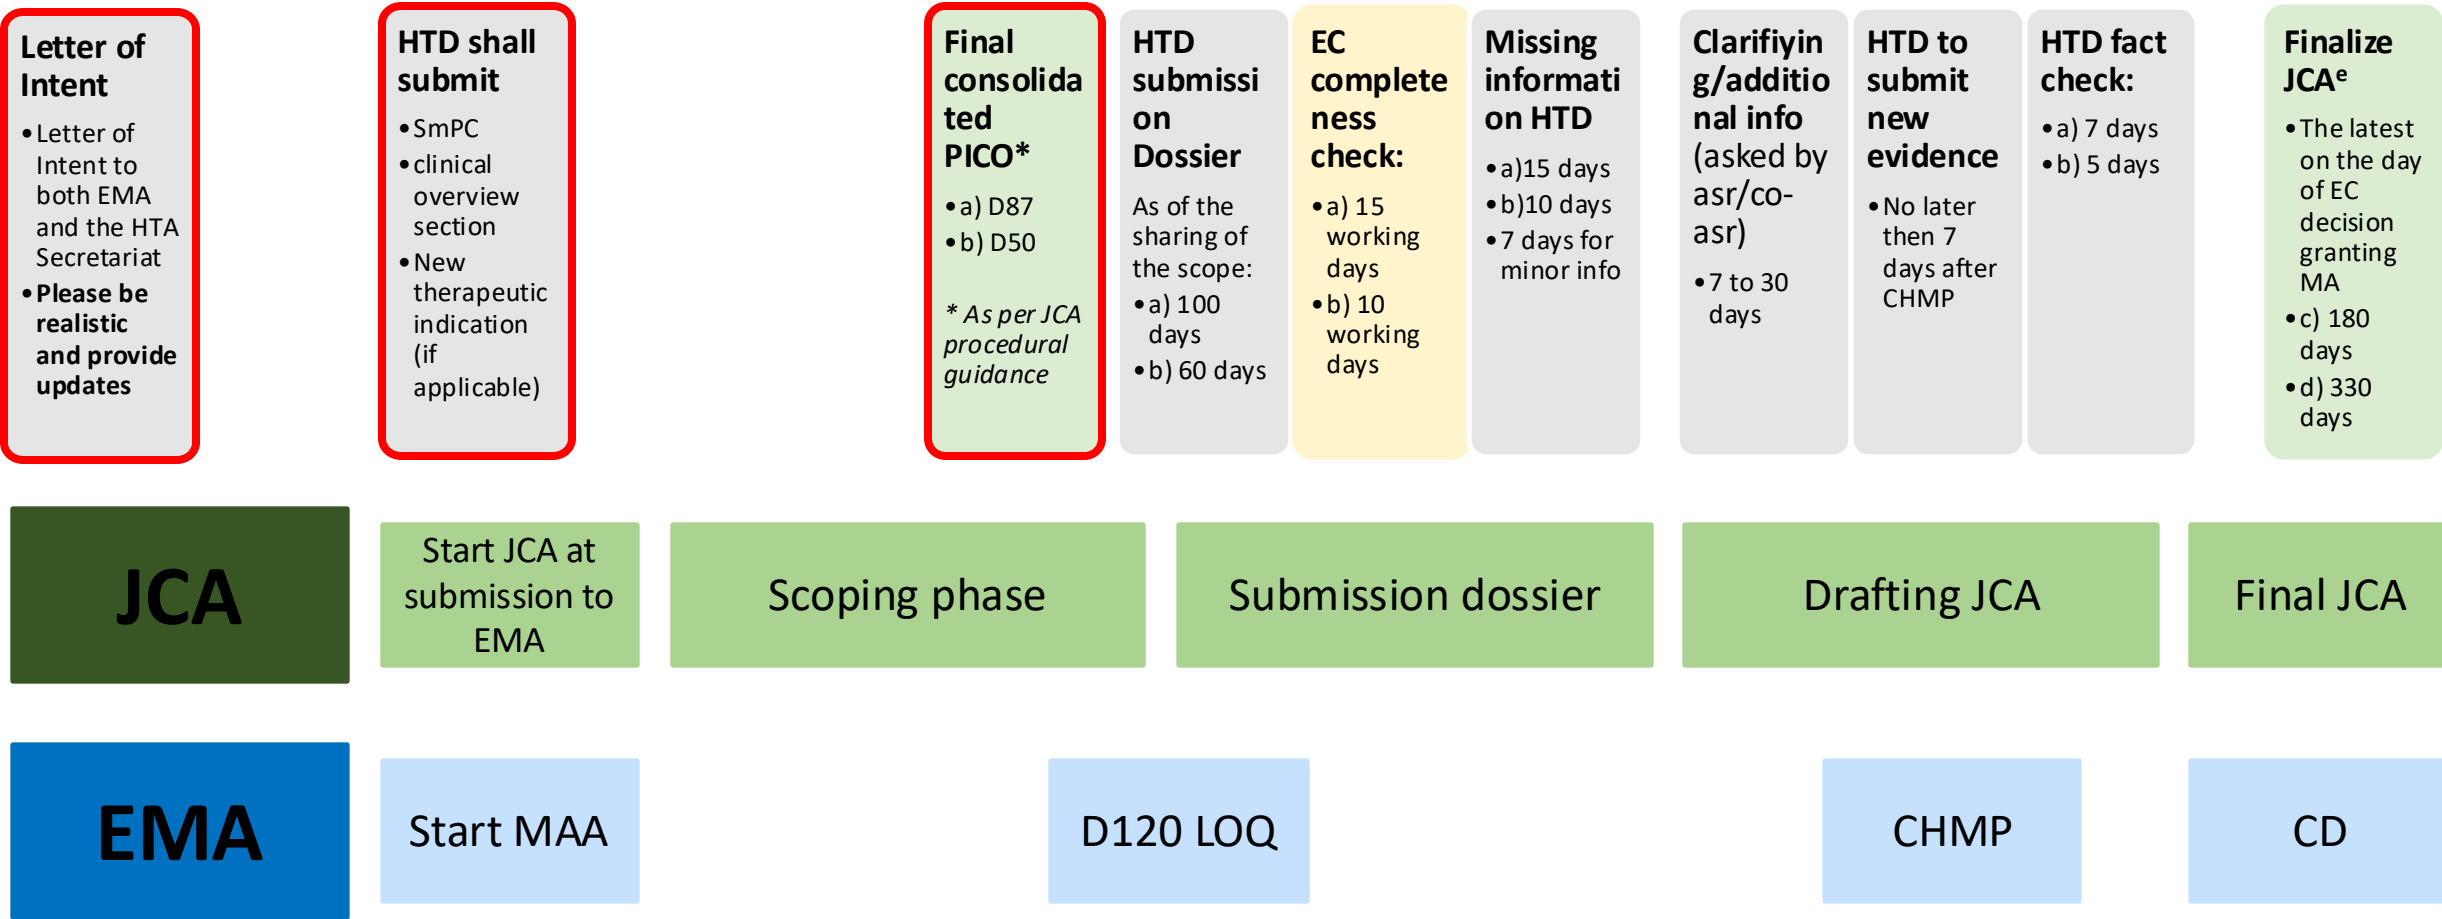 Letter of
Intent
•Letter of
Intent to
both EMA
and the HTA
Secretariat
•Please be
realistic
and provide
updates
HTD shall
submit
•SmPC
•clinical
overview
section
•New
therapeutic
indication
(if
applicable)
Final
consolida
ted
PICO*
•a) D87
•b) D50
* As per JCA
procedural
guidance
HTD
submissi
on
Dossier
As of the
sharing of
the scope:
•a) 100
days
•b) 60 days
EC
complete
ness
check:
•a) 15
working
days
•b) 10
working
days
Missing
informati
on HTD
•a)15 days
•b)10 days
•7 days for
minor info
Clarifiyin
g/additio
nal info
(asked by
asr/co-
asr)
•7 to 30
days
HTD to
submit
new
evidence
•No later
then 7
days after
CHMP
HTD fact
check:
•a) 7 days
•b) 5 days
Finalize
JCAᵉ
•The latest
on the day
of EC
decision
granting
MA
•c) 180
days
•d) 330
days
JCA
Start JCA at
submission to
EMA
Scoping phase
Submission dossier
Drafting JCA
Final JCA
EMA
Start MAA
D120 LOQ
CHMP
CD